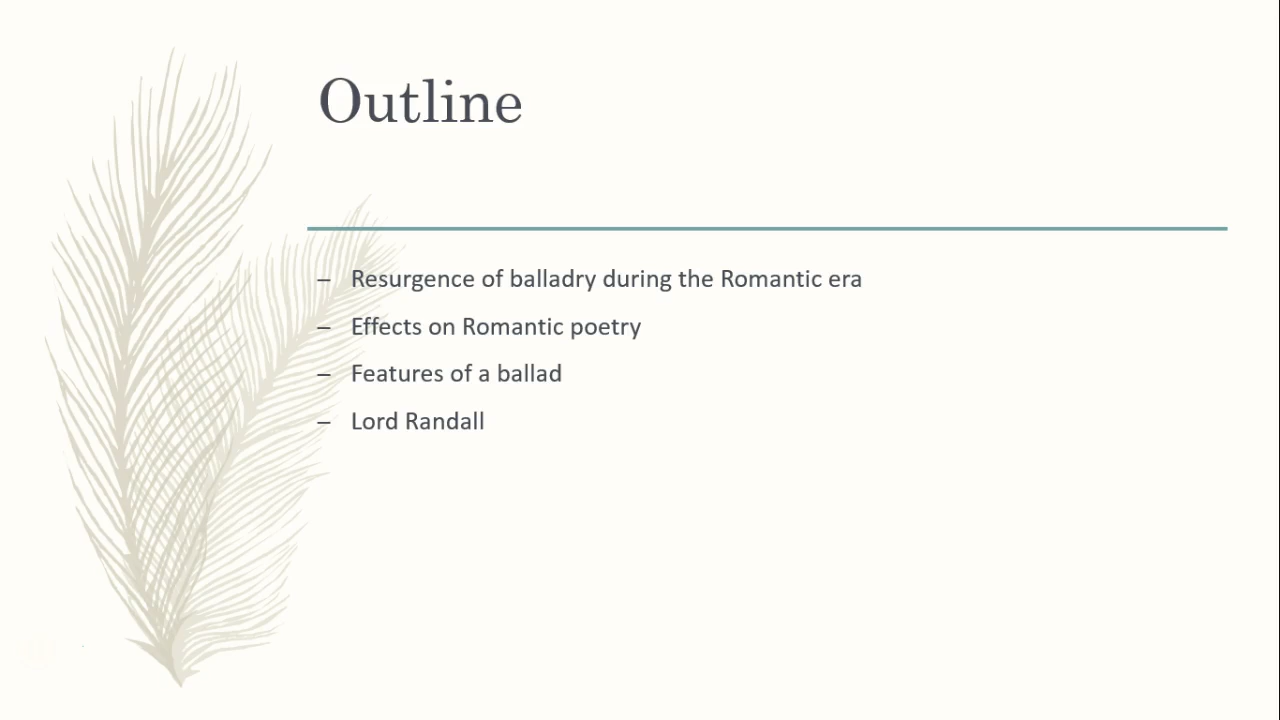 Outline
– Resurgence of balladry during the Romantic era
– Effects on Romantic poetry
– Features of a ballad
– Lord Randall